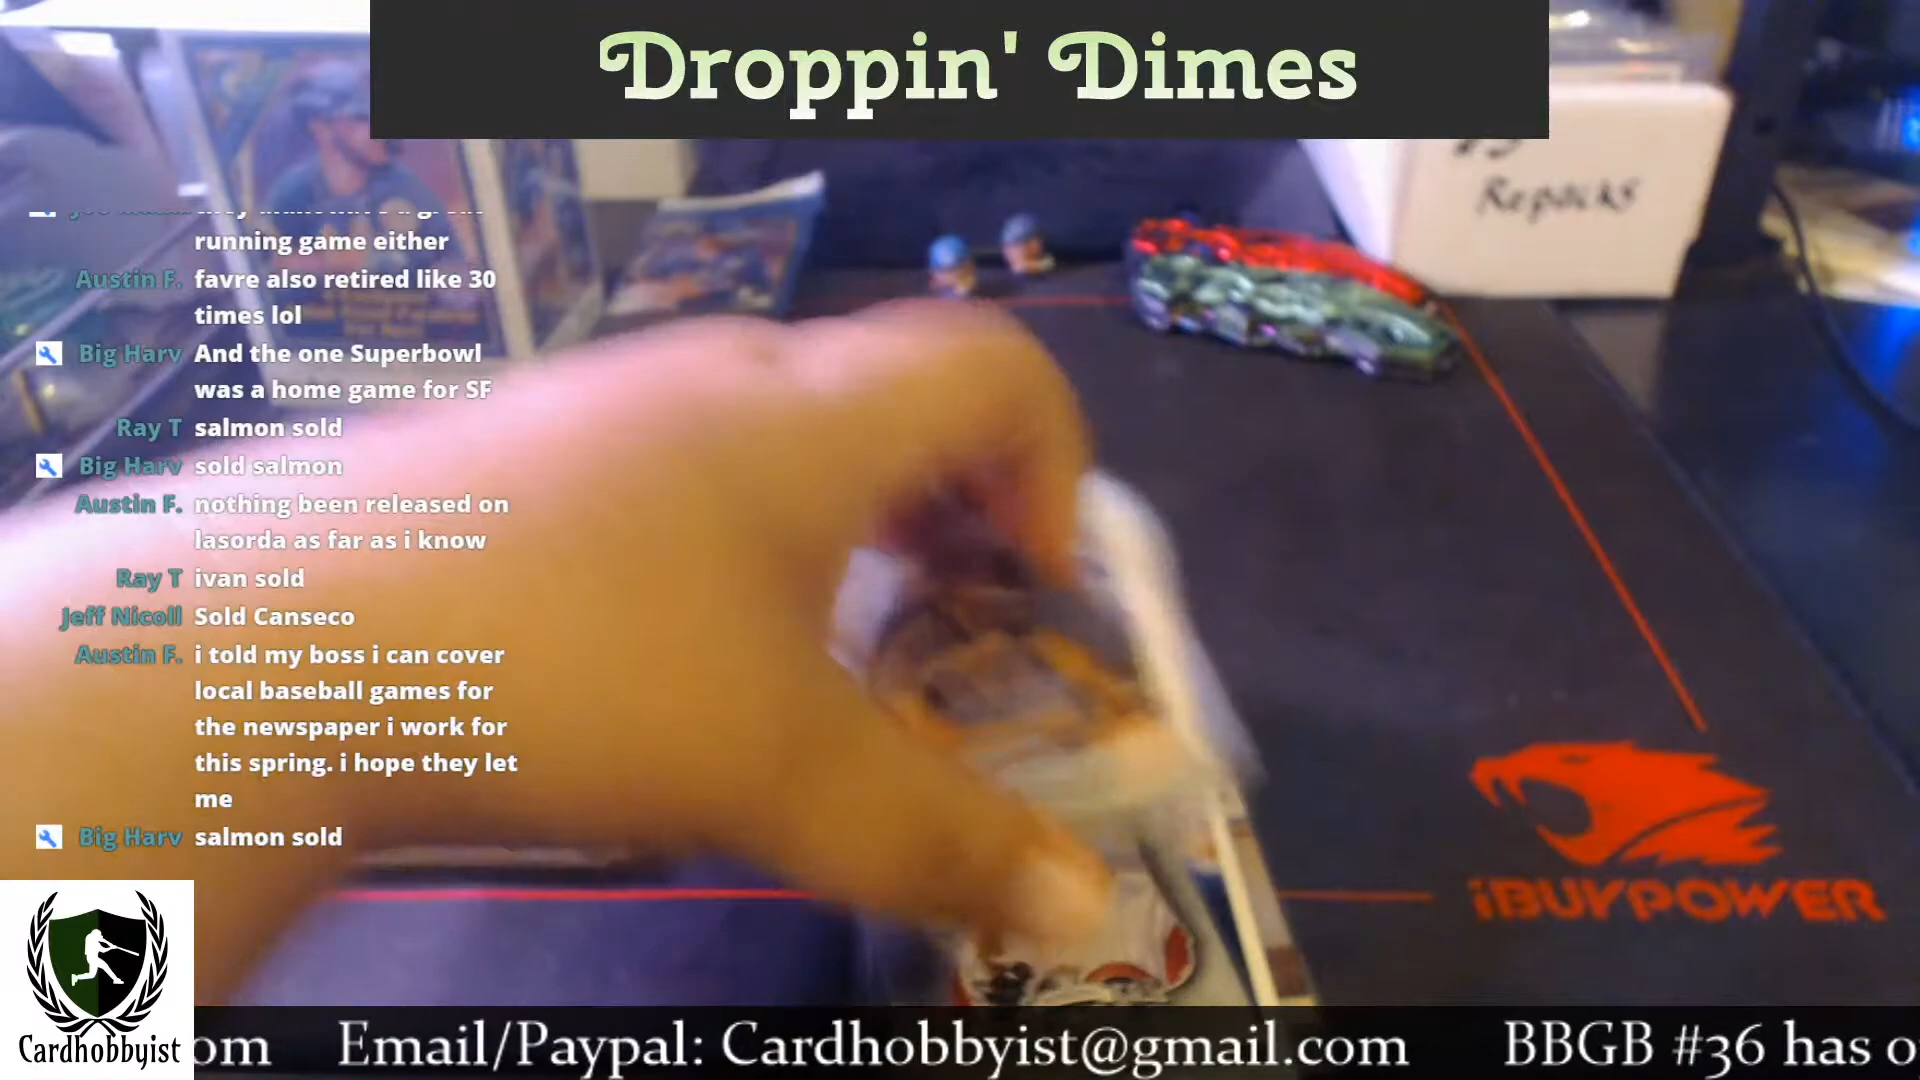 Droppin' Dimes
Repacks
running game either
Austin F. favre also retired like 30
times lol
Big Harv And the one Superbowl
was a home game for SF
Ray T salmon sold
Big Harv sold salmon
Austin F. nothing been released on
lasorda as far as i know
Ray T ivan sold
Jeff Nicoll Sold Canseco
Austin F. i told my boss i can cover
local baseball games for
the newspaper i work for
this spring. i hope they let
me
Big Harv salmon sold
iBUYPOWER
Cardhobbyist
om Email/Paypal: Cardhobbyist@gmail.com BBGB #36 has o